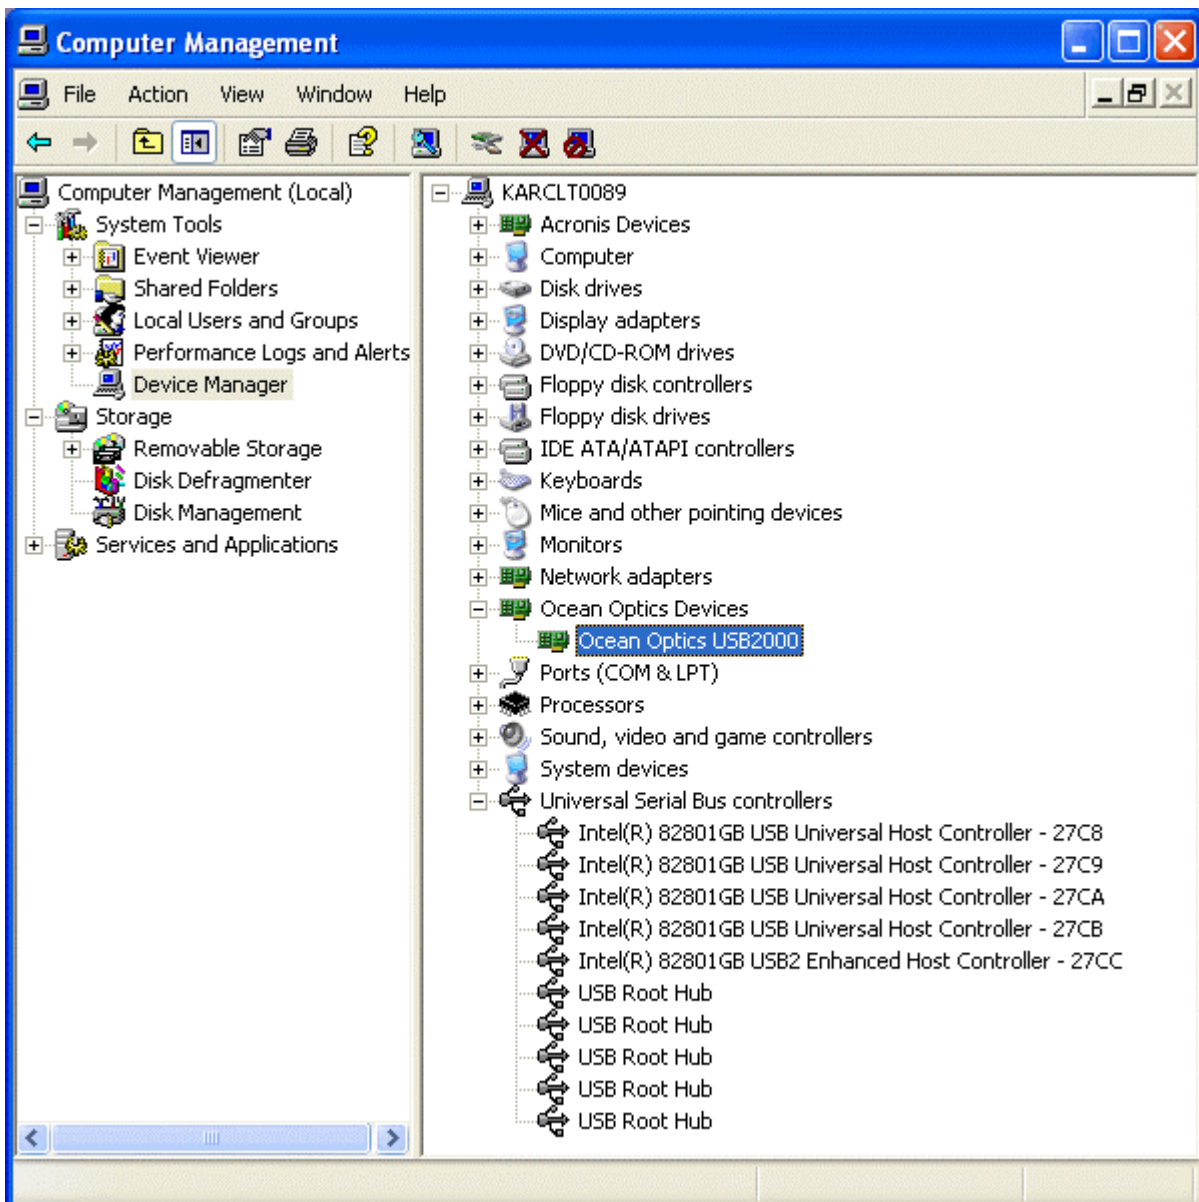 Computer Management
File Action View Window Help
Computer Management (Local)
System Tools
Event Viewer
Shared Folders
Local Users and Groups
Performance Logs and Alerts
Device Manager
Storage
Removable Storage
Disk Defragmenter
Disk Management
Services and Applications
KARCLT0089
Acronis Devices
Computer
Disk drives
Display adapters
DVD/CD-ROM drives
Floppy disk controllers
Floppy disk drives
IDE ATA/ATAPI controllers
Keyboards
Mice and other pointing devices
Monitors
Network adapters
Ocean Optics Devices
Ocean Optics USB2000
Ports (COM & LPT)
Processors
Sound, video and game controllers
System devices
Universal Serial Bus controllers
Intel(R) 82801GB USB Universal Host Controller - 27C8
Intel(R) 82801GB USB Universal Host Controller - 27C9
Intel(R) 82801GB USB Universal Host Controller - 27CA
Intel(R) 82801GB USB Universal Host Controller - 27CB
Intel(R) 82801GB USB2 Enhanced Host Controller - 27CC
USB Root Hub
USB Root Hub
USB Root Hub
USB Root Hub
USB Root Hub